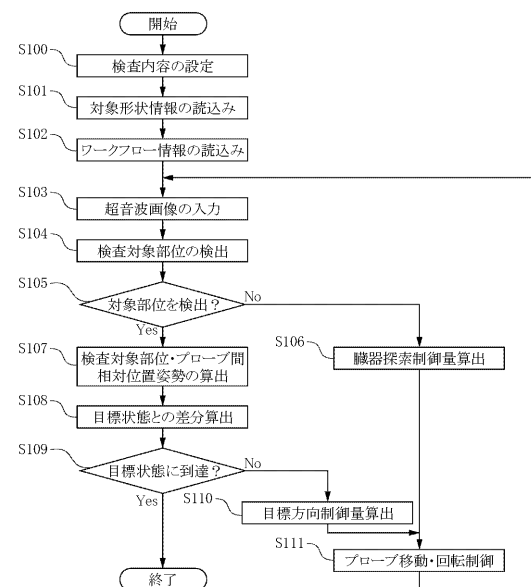 開始
S100
検査内容の設定
S101
対象形状情報の読込み
S102
ワークフロー情報の読込み
S103
超音波画像の入力
S104
検査対象部位の検出
S105
対象部位を検出?
No
Yes
S106
臓器探索制御量算出
S107
検査対象部位・プローブ間
相対位置姿勢の算出
S108
目標状態との差分算出
S109
目標状態に到達?
No
Yes
S110
目標方向制御量算出
S111
プローブ移動・回転制御
終了